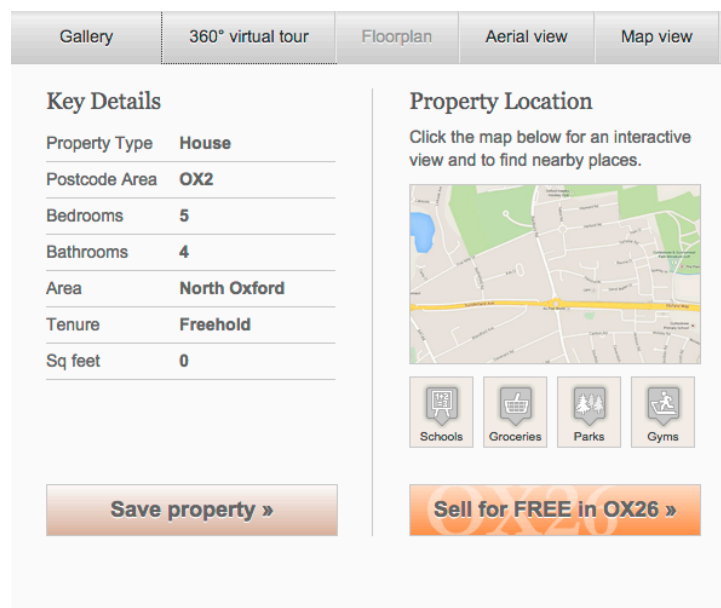 Gallery
360° virtual tour
Floorplan
Aerial view
Map view
Key Details
Property Type House
Postcode Area OX2
Bedrooms 5
Bathrooms 4
Area North Oxford
Tenure Freehold
Sq feet 0
Save property »
Property Location
Click the map below for an interactive
view and to find nearby places.
Schools
Groceries
Parks
Gyms
OX26
Sell for FREE in OX26 »